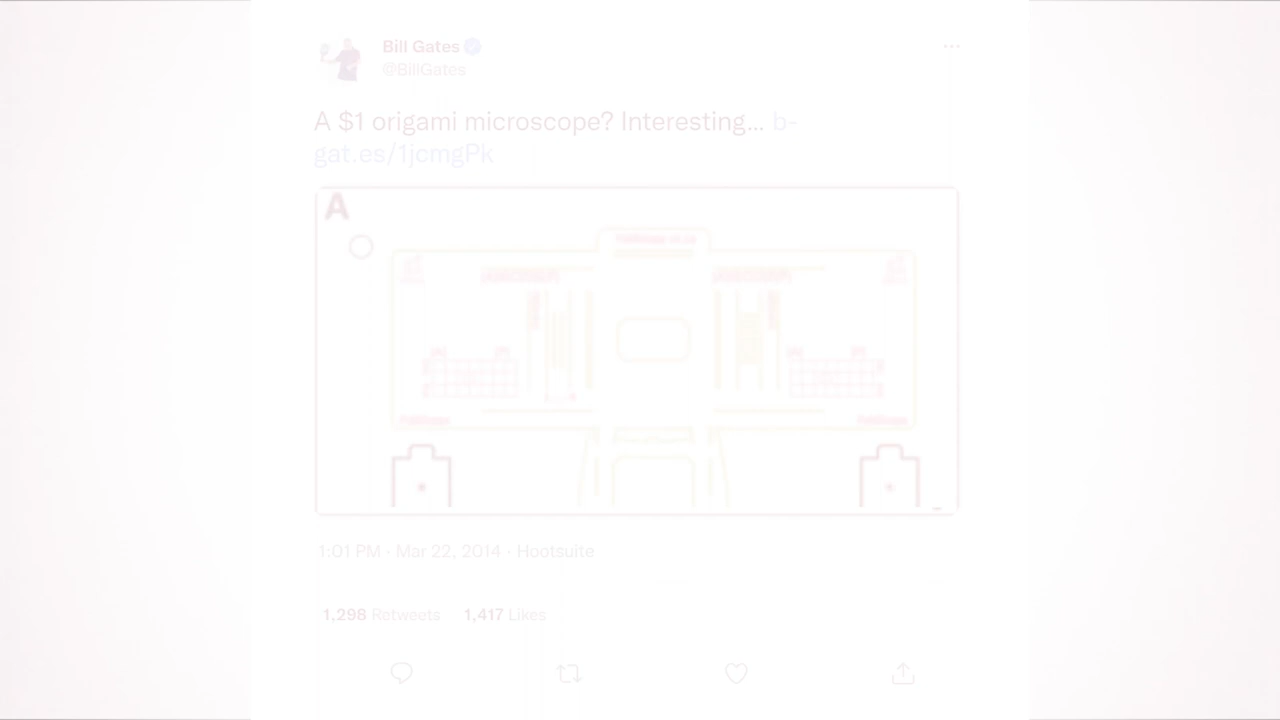 Bill Gates
@BillGates
A $1 origami microscope? Interesting... b-
gat.es/1jcmgPk
A
1:01 PM · Mar 22, 2014 · Hootsuite
1,298 Retweets 1,417 Likes